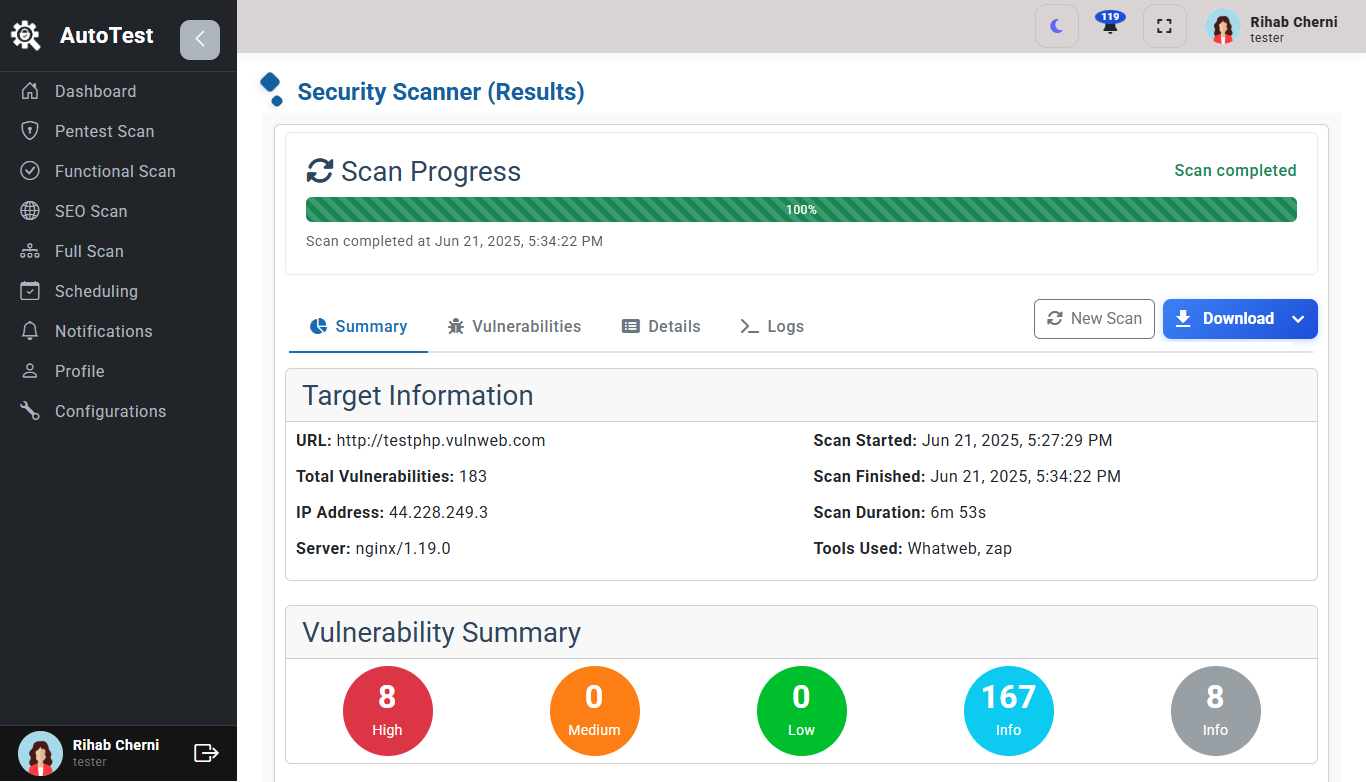 AutoTest
119
Rihab Cherni
tester
Dashboard
Pentest Scan
Functional Scan
SEO Scan
Full Scan
Scheduling
Notifications
Profile
Configurations
Rihab Cherni
tester
Security Scanner (Results)
Scan Progress
Scan completed
100%
Scan completed at Jun 21, 2025, 5:34:22 PM
Summary
Vulnerabilities
Details
Logs
New Scan
Download
Target Information
URL: http://testphp.vulnweb.com
Total Vulnerabilities: 183
IP Address: 44.228.249.3
Server: nginx/1.19.0
Scan Started: Jun 21, 2025, 5:27:29 PM
Scan Finished: Jun 21, 2025, 5:34:22 PM
Scan Duration: 6m 53s
Tools Used: Whatweb, zap
Vulnerability Summary
8
High
0
Medium
0
Low
167
Info
8
Info